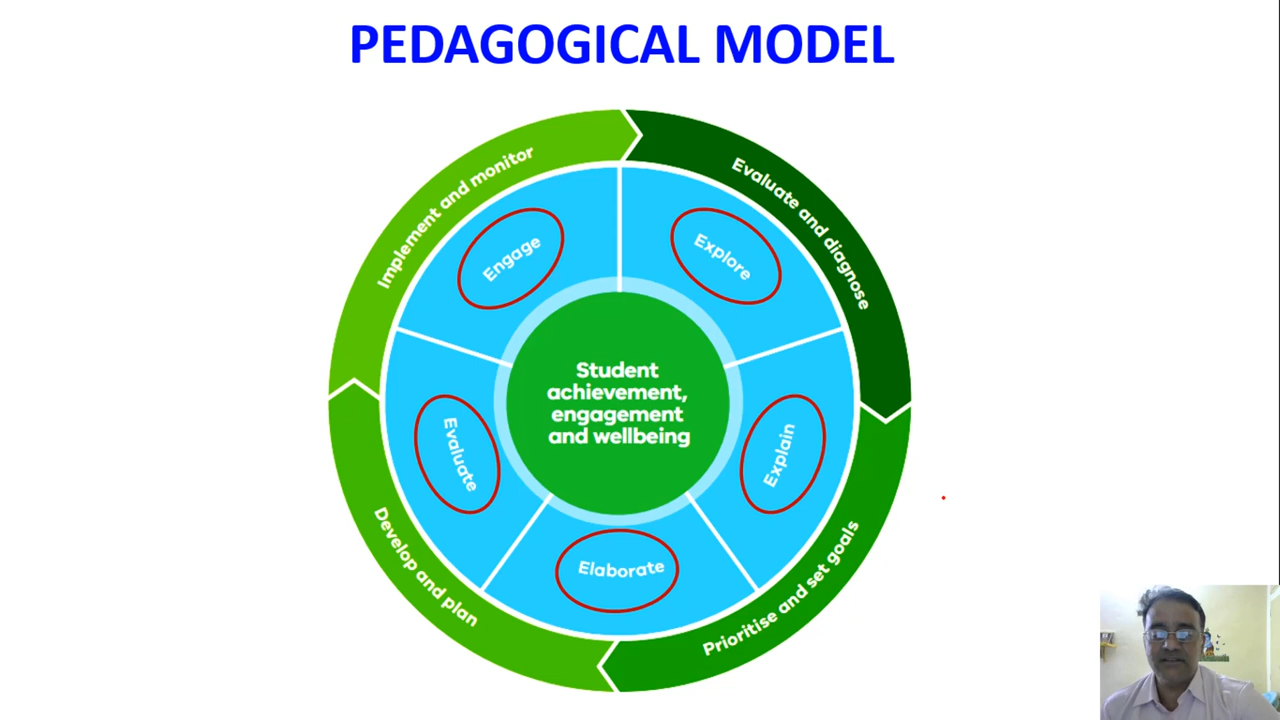 PEDAGOGICAL MODEL
Implement and monitor
Evaluate and diagnose
Engage
Explore
Student
achievement,
engagement
and wellbeing
Evaluate
Explain
Elaborate
Develop and plan
Prioritise and set goals